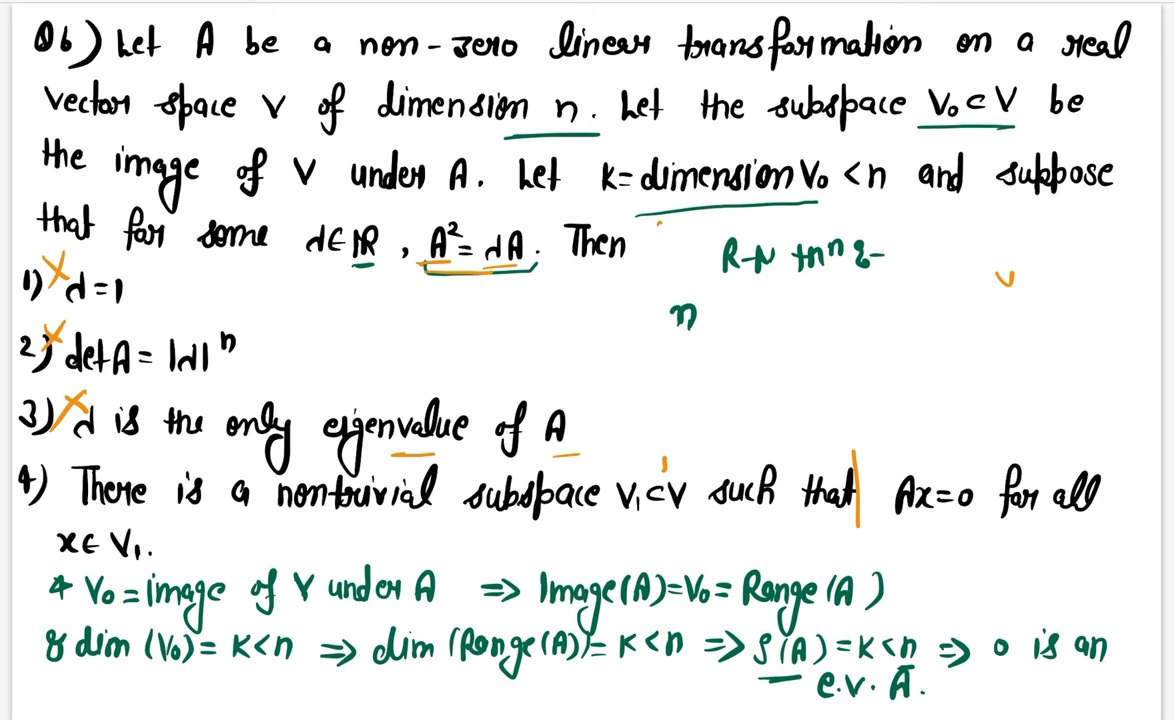 Q6) Let A be a non-zero linear transformation on a real
vector space V of dimension n. Let the subspace V₀⊂V be
the image of V under A. Let K=dimension V₀ <n and suppose
that for some λ∈ℝ, A²=λA. Then
R-N thⁿ :-
1) λ=1
n
2) det A = |λ|ⁿ
3) λ is the only eigenvalue of A
4) There is a nontrivial subspace V₁⊂V such that Ax=0 for all
x∈V₁.
* V₀=image of V under A ⇒ Image(A)=V₀=Range(A)
& dim (V₀)= K<n ⇒ dim (Range(A))= K<n ⇒ ρ(A)=K<n ⇒ 0 is an
e.v. A.